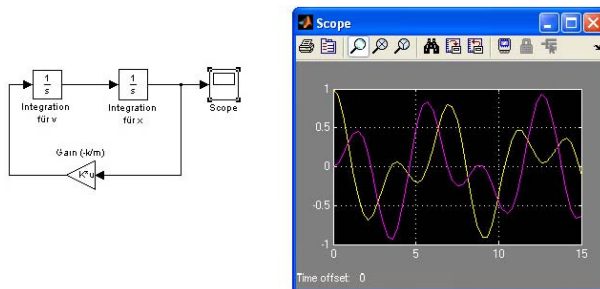 1
s
Integration
für v
1
s
Integration
für x
Scope
Gain (-k/m)
K*u
Scope
1
0.5
0
-0.5
-1
0
5
10
15
Time offset: 0